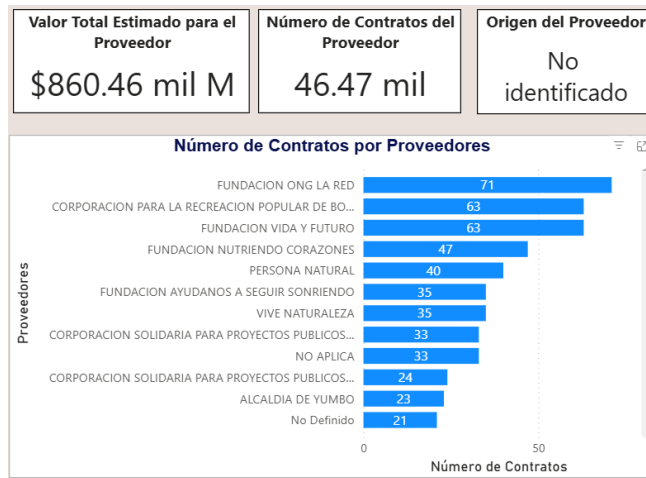 Valor Total Estimado para el
Proveedor
$860.46 mil M
Número de Contratos del
Proveedor
46.47 mil
Origen del Proveedor
No
identificado
Número de Contratos por Proveedores
Proveedores
FUNDACION ONG LA RED 71
CORPORACION PARA LA RECREACION POPULAR DE BO... 63
FUNDACION VIDA Y FUTURO 63
FUNDACION NUTRIENDO CORAZONES 47
PERSONA NATURAL 40
FUNDACION AYUDANOS A SEGUIR SONRIENDO 35
VIVE NATURALEZA 35
CORPORACION SOLIDARIA PARA PROYECTOS PUBLICOS... 33
NO APLICA 33
CORPORACION SOLIDARIA PARA PROYECTOS PUBLICOS... 24
ALCALDIA DE YUMBO 23
No Definido 21
0 50
Número de Contratos